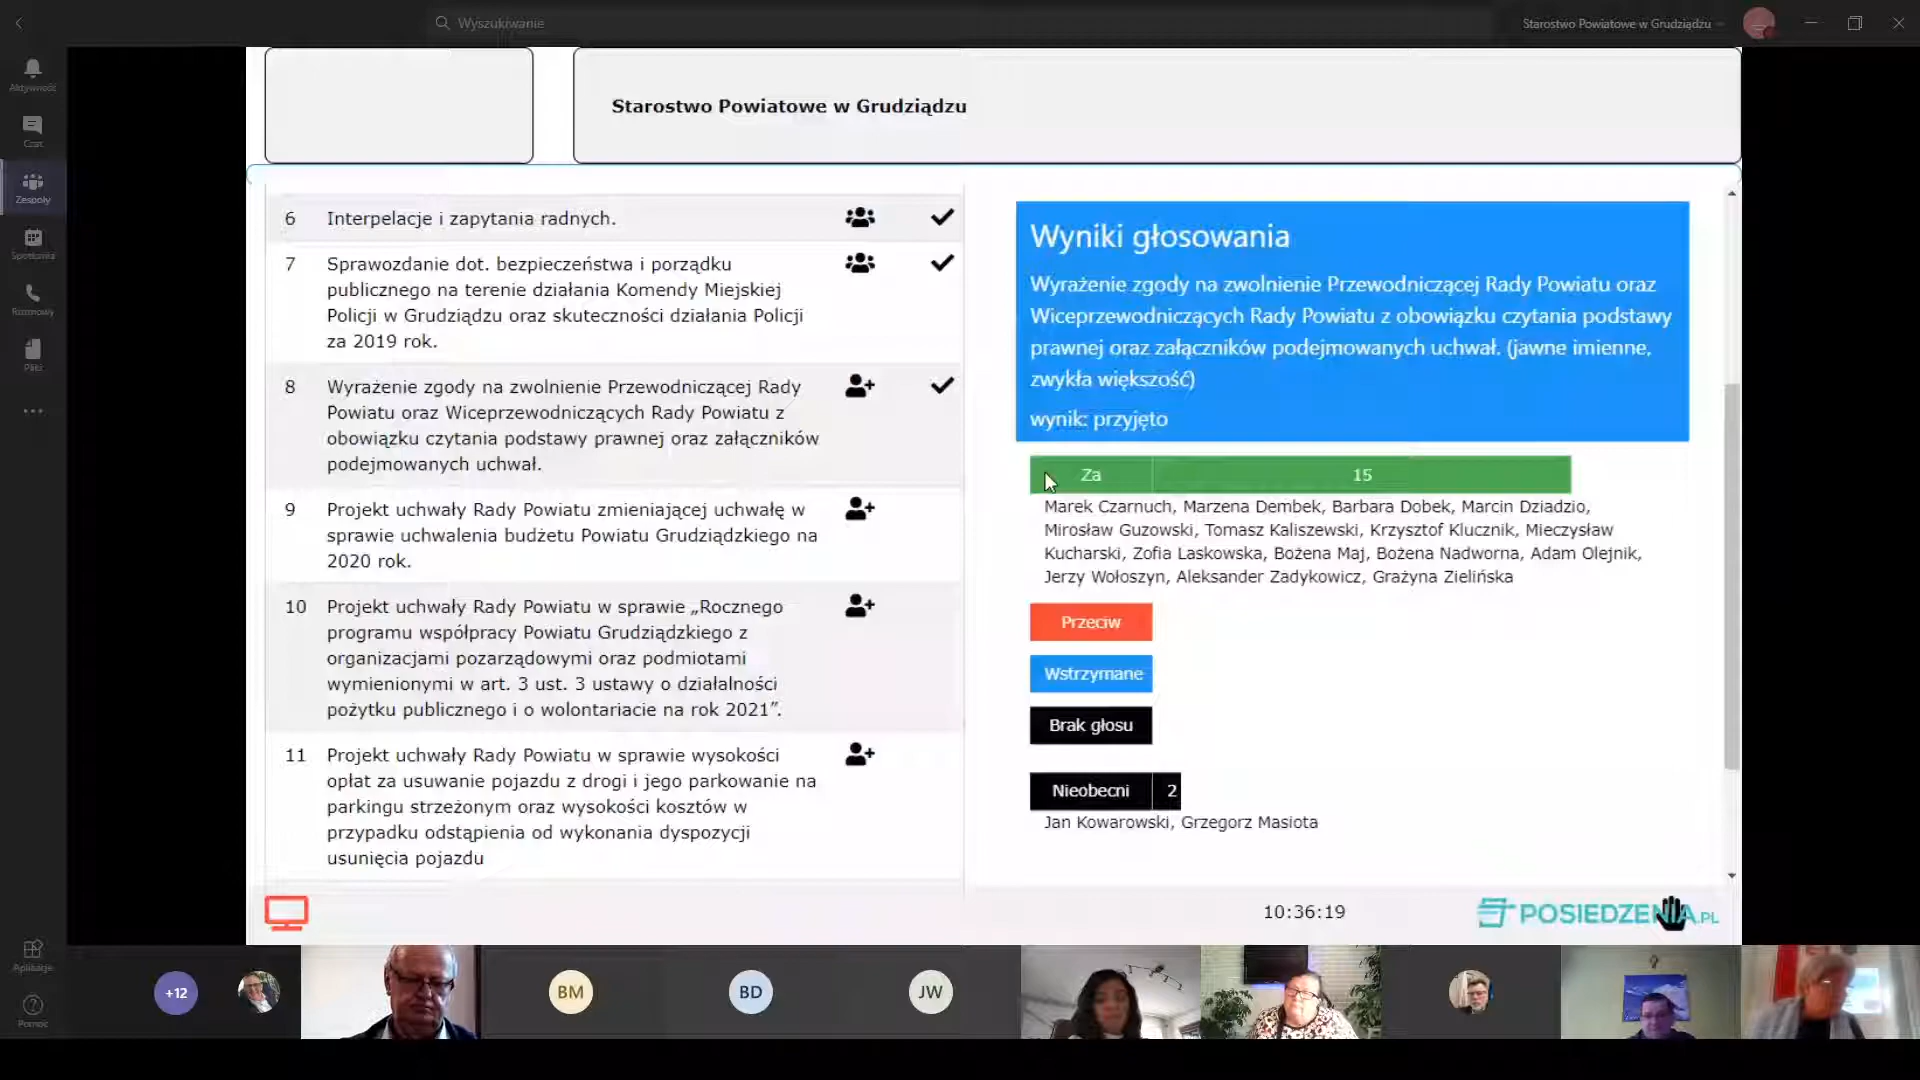 Wyszukiwanie
Starostwo Powiatowe w Grudziądzu
Aktywność
Czat
Zespoły
Spotkania
Rozmowy
Pliki
Aplikacje
Pomoc
Starostwo Powiatowe w Grudziądzu
6 Interpelacje i zapytania radnych.
7 Sprawozdanie dot. bezpieczeństwa i porządku
publicznego na terenie działania Komendy Miejskiej
Policji w Grudziądzu oraz skuteczności działania Policji
za 2019 rok.
8 Wyrażenie zgody na zwolnienie Przewodniczącej Rady
Powiatu oraz Wiceprzewodniczących Rady Powiatu z
obowiązku czytania podstawy prawnej oraz załączników
podejmowanych uchwał.
9 Projekt uchwały Rady Powiatu zmieniającej uchwałę w
sprawie uchwalenia budżetu Powiatu Grudziądzkiego na
2020 rok.
10 Projekt uchwały Rady Powiatu w sprawie „Rocznego
programu współpracy Powiatu Grudziądzkiego z
organizacjami pozarządowymi oraz podmiotami
wymienionymi w art. 3 ust. 3 ustawy o działalności
pożytku publicznego i o wolontariacie na rok 2021”.
11 Projekt uchwały Rady Powiatu w sprawie wysokości
opłat za usuwanie pojazdu z drogi i jego parkowanie na
parkingu strzeżonym oraz wysokości kosztów w
przypadku odstąpienia od wykonania dyspozycji
usunięcia pojazdu
Wyniki głosowania
Wyrażenie zgody na zwolnienie Przewodniczącej Rady Powiatu oraz
Wiceprzewodniczących Rady Powiatu z obowiązku czytania podstawy
prawnej oraz załączników podejmowanych uchwał. (jawne imienne,
zwykła większość)
wynik: przyjęto
Za 15
Marek Czarnuch, Marzena Dembek, Barbara Dobek, Marcin Dziadzio,
Mirosław Guzowski, Tomasz Kaliszewski, Krzysztof Klucznik, Mieczysław
Kucharski, Zofia Laskowska, Bożena Maj, Bożena Nadworna, Adam Olejnik,
Jerzy Wołoszyn, Aleksander Zadykowicz, Grażyna Zielińska
Przeciw
Wstrzymane
Brak głosu
Nieobecni 2
Jan Kowarowski, Grzegorz Masiota
10:36:19
POSIEDZENIA.PL
+12
BM
BD
JW